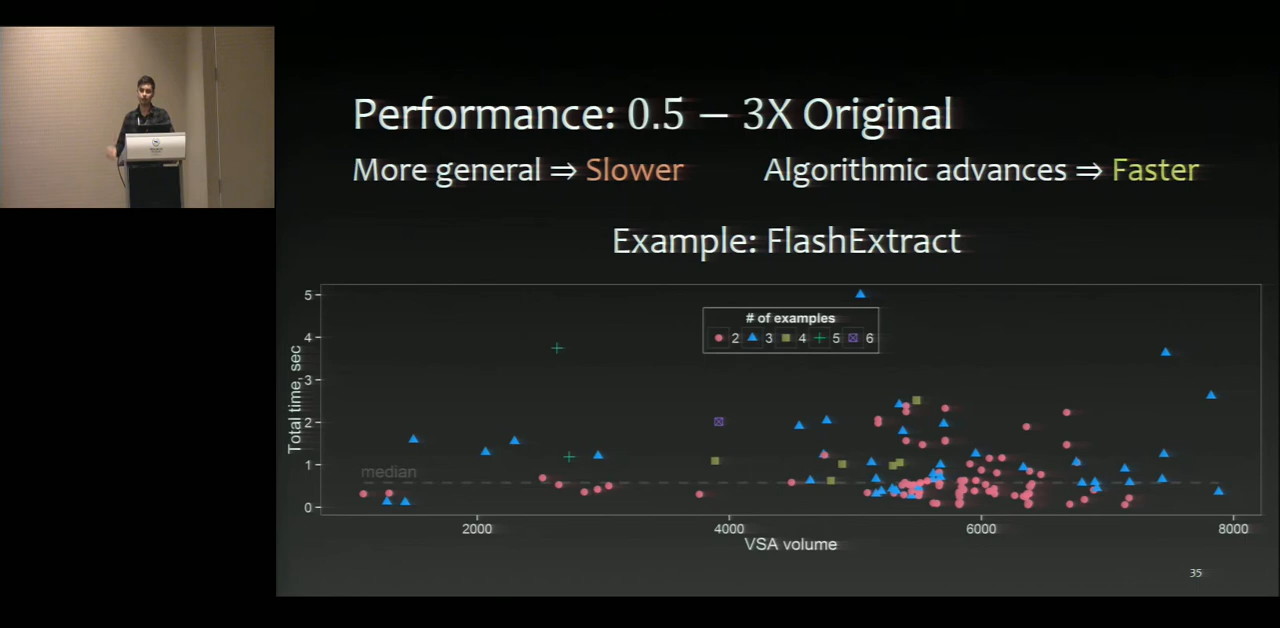 Performance: 0.5 – 3X Original
More general ⇒ Slower
Algorithmic advances ⇒ Faster
Example: FlashExtract
# of examples
2 3 4 5 6
Total time, sec
5
4
3
2
1
0
median
2000 4000 6000 8000
VSA volume
35